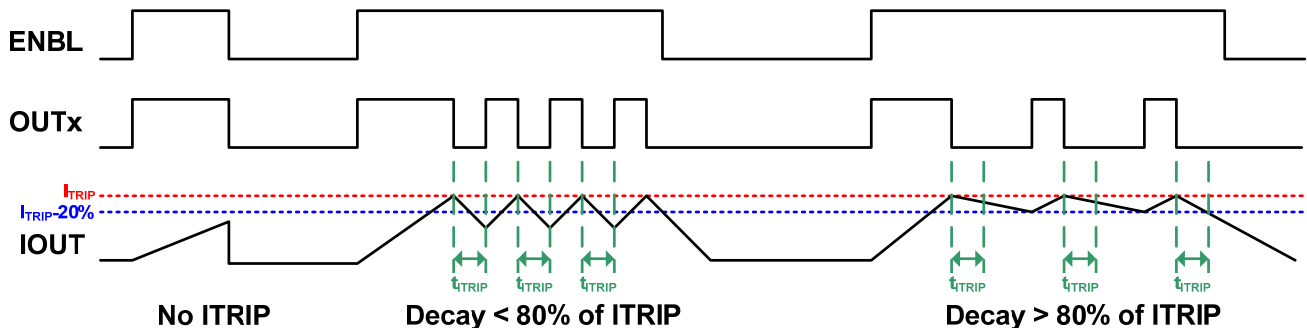 ENBL
OUTx
ITRIP
ITRIP-20%
IOUT
tITRIP tITRIP tITRIP tITRIP tITRIP tITRIP
No ITRIP Decay < 80% of ITRIP Decay > 80% of ITRIP